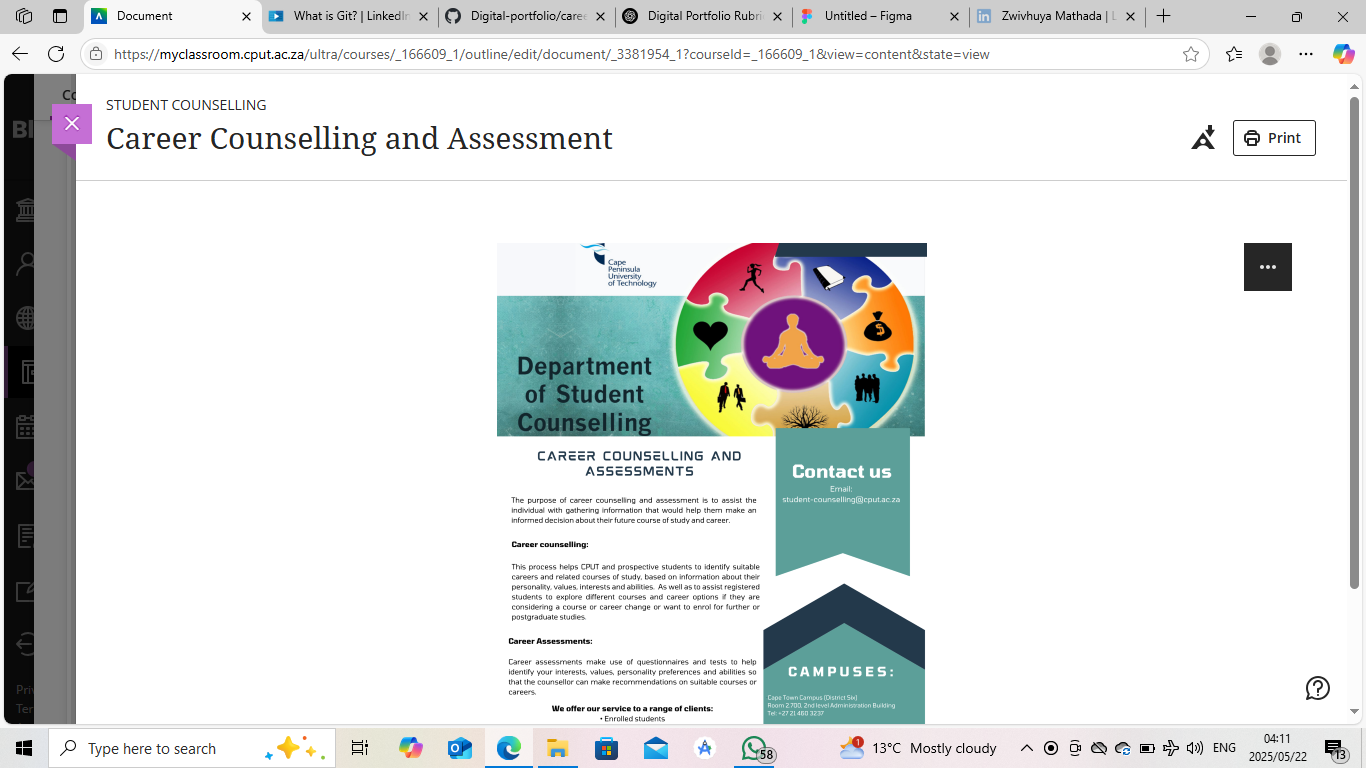 Document
What is Git? | LinkedIn
Digital-portfolio/care
Digital Portfolio Rubri
Untitled – Figma
Zwivhuya Mathada | L
https://myclassroom.cput.ac.za/ultra/courses/_166609_1/outline/edit/document/_3381954_1?courseId=_166609_1&view=content&state=view
STUDENT COUNSELLING
Career Counselling and Assessment
Print
Cape
Peninsula
University
of Technology
Department
of Student
Counselling
CAREER COUNSELLING AND
ASSESSMENTS
The purpose of career counselling and assessment is to assist the
individual with gathering information that would help them make an
informed decision about their future course of study and career.
Career counselling:
This process helps CPUT and prospective students to identify suitable
careers and related courses of study, based on information about their
personality, values, interests and abilities. As well as to assist registered
students to explore different courses and career options if they are
considering a course or career change or want to enrol for further or
postgraduate studies.
Career Assessments:
Career assessments make use of questionnaires and tests to help
identify your interests, values, personality preferences and abilities so
that the counsellor can make recommendations on suitable courses or
careers.
We offer our service to a range of clients:
• Enrolled students
Contact us
Email:
student-counselling@cput.ac.za
CAMPUSES:
Cape Town Campus (District Six)
Room 2.700, 2nd level Administration Building
Tel: +27 21 460 3237
Type here to search
58
1
13°C Mostly cloudy
ENG
04:11
2025/05/22
13